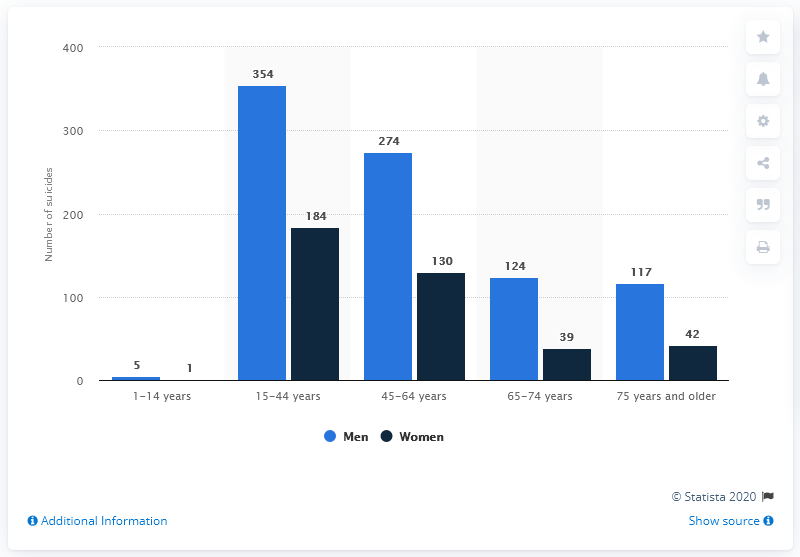 400
300
200
100
0
Number of suicides
354
274
184
130
124
117
39
42
5
1
1–14 years
15–44 years
45–64 years
65–74 years
75 years and older
Men
Women
© Statista 2020
Additional Information
Show source